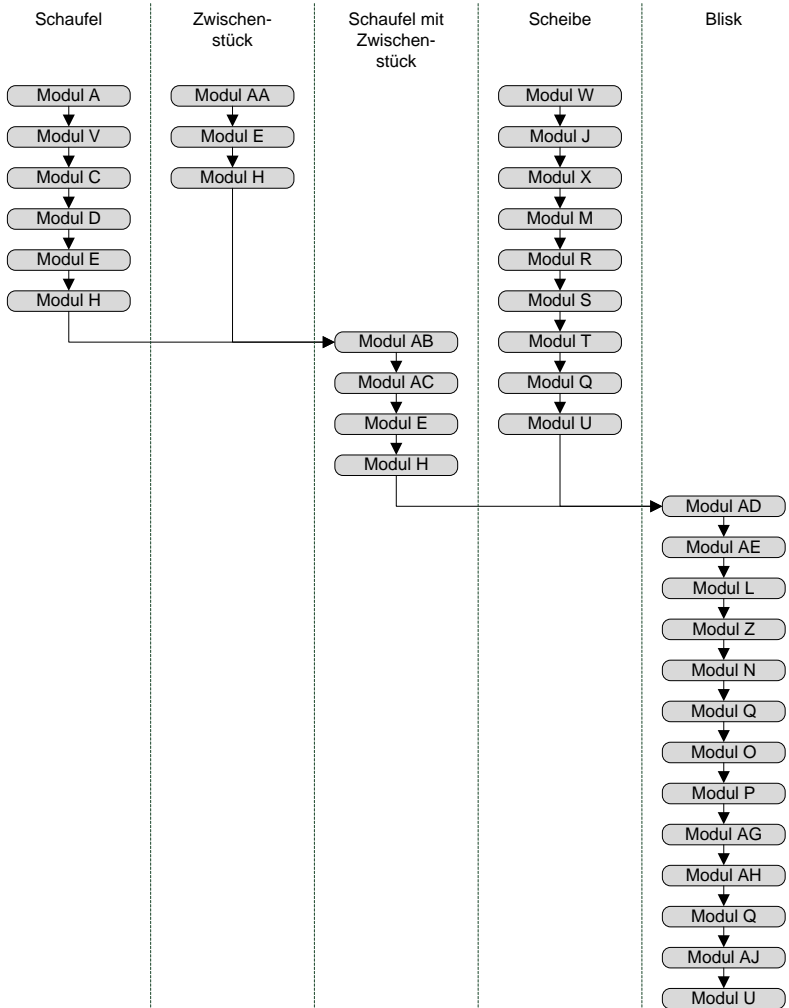 Schaufel
Zwischen-
stück
Schaufel mit
Zwischen-
stück
Scheibe
Blisk
Modul A
Modul V
Modul C
Modul D
Modul E
Modul H
Modul AA
Modul E
Modul H
Modul AB
Modul AC
Modul E
Modul H
Modul W
Modul J
Modul X
Modul M
Modul R
Modul S
Modul T
Modul Q
Modul U
Modul AD
Modul AE
Modul L
Modul Z
Modul N
Modul Q
Modul O
Modul P
Modul AG
Modul AH
Modul Q
Modul AJ
Modul U